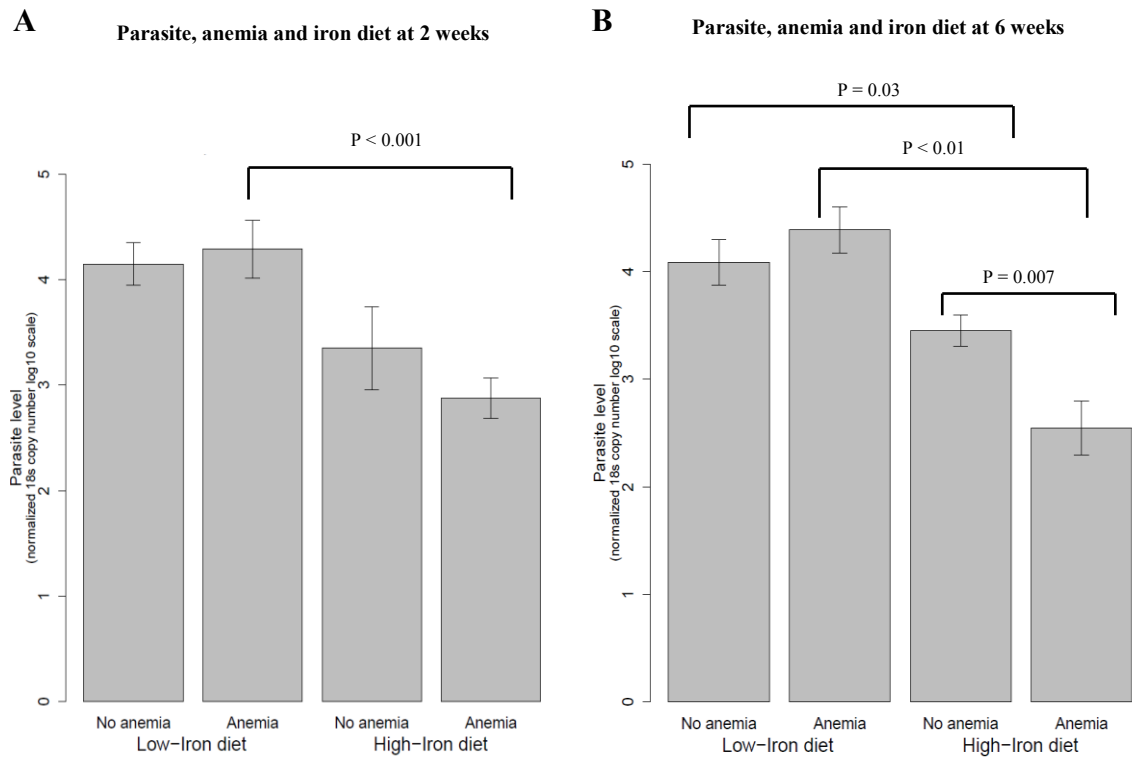 A
Parasite, anemia and iron diet at 2 weeks
P < 0.001
5
4
3
2
1
0
Parasite level
(normalized 18s copy number log10 scale)
No anemia
Anemia
No anemia
Anemia
Low-Iron diet
High-Iron diet
B
Parasite, anemia and iron diet at 6 weeks
P = 0.03
P < 0.01
P = 0.007
5
4
3
2
1
0
Parasite level
(normalized 18s copy number log10 scale)
No anemia
Anemia
No anemia
Anemia
Low-Iron diet
High-Iron diet